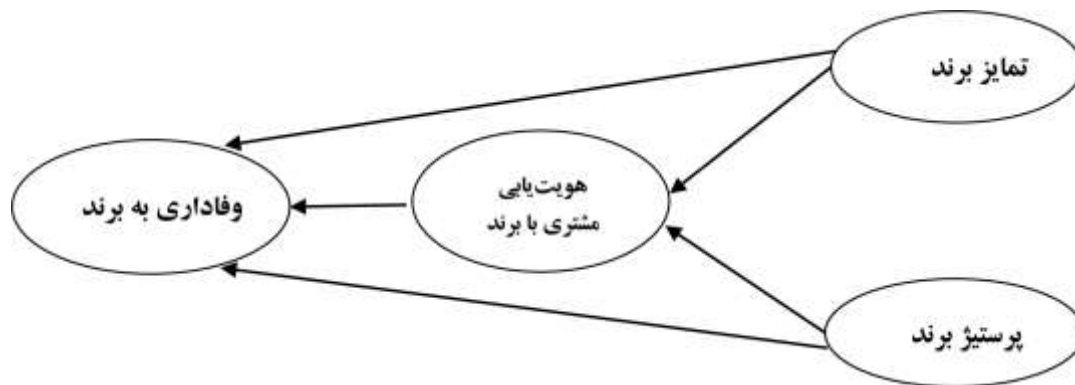 تمایز برند
هویت‌یابی
مشتری با برند
وفاداری به برند
پرستیژ برند